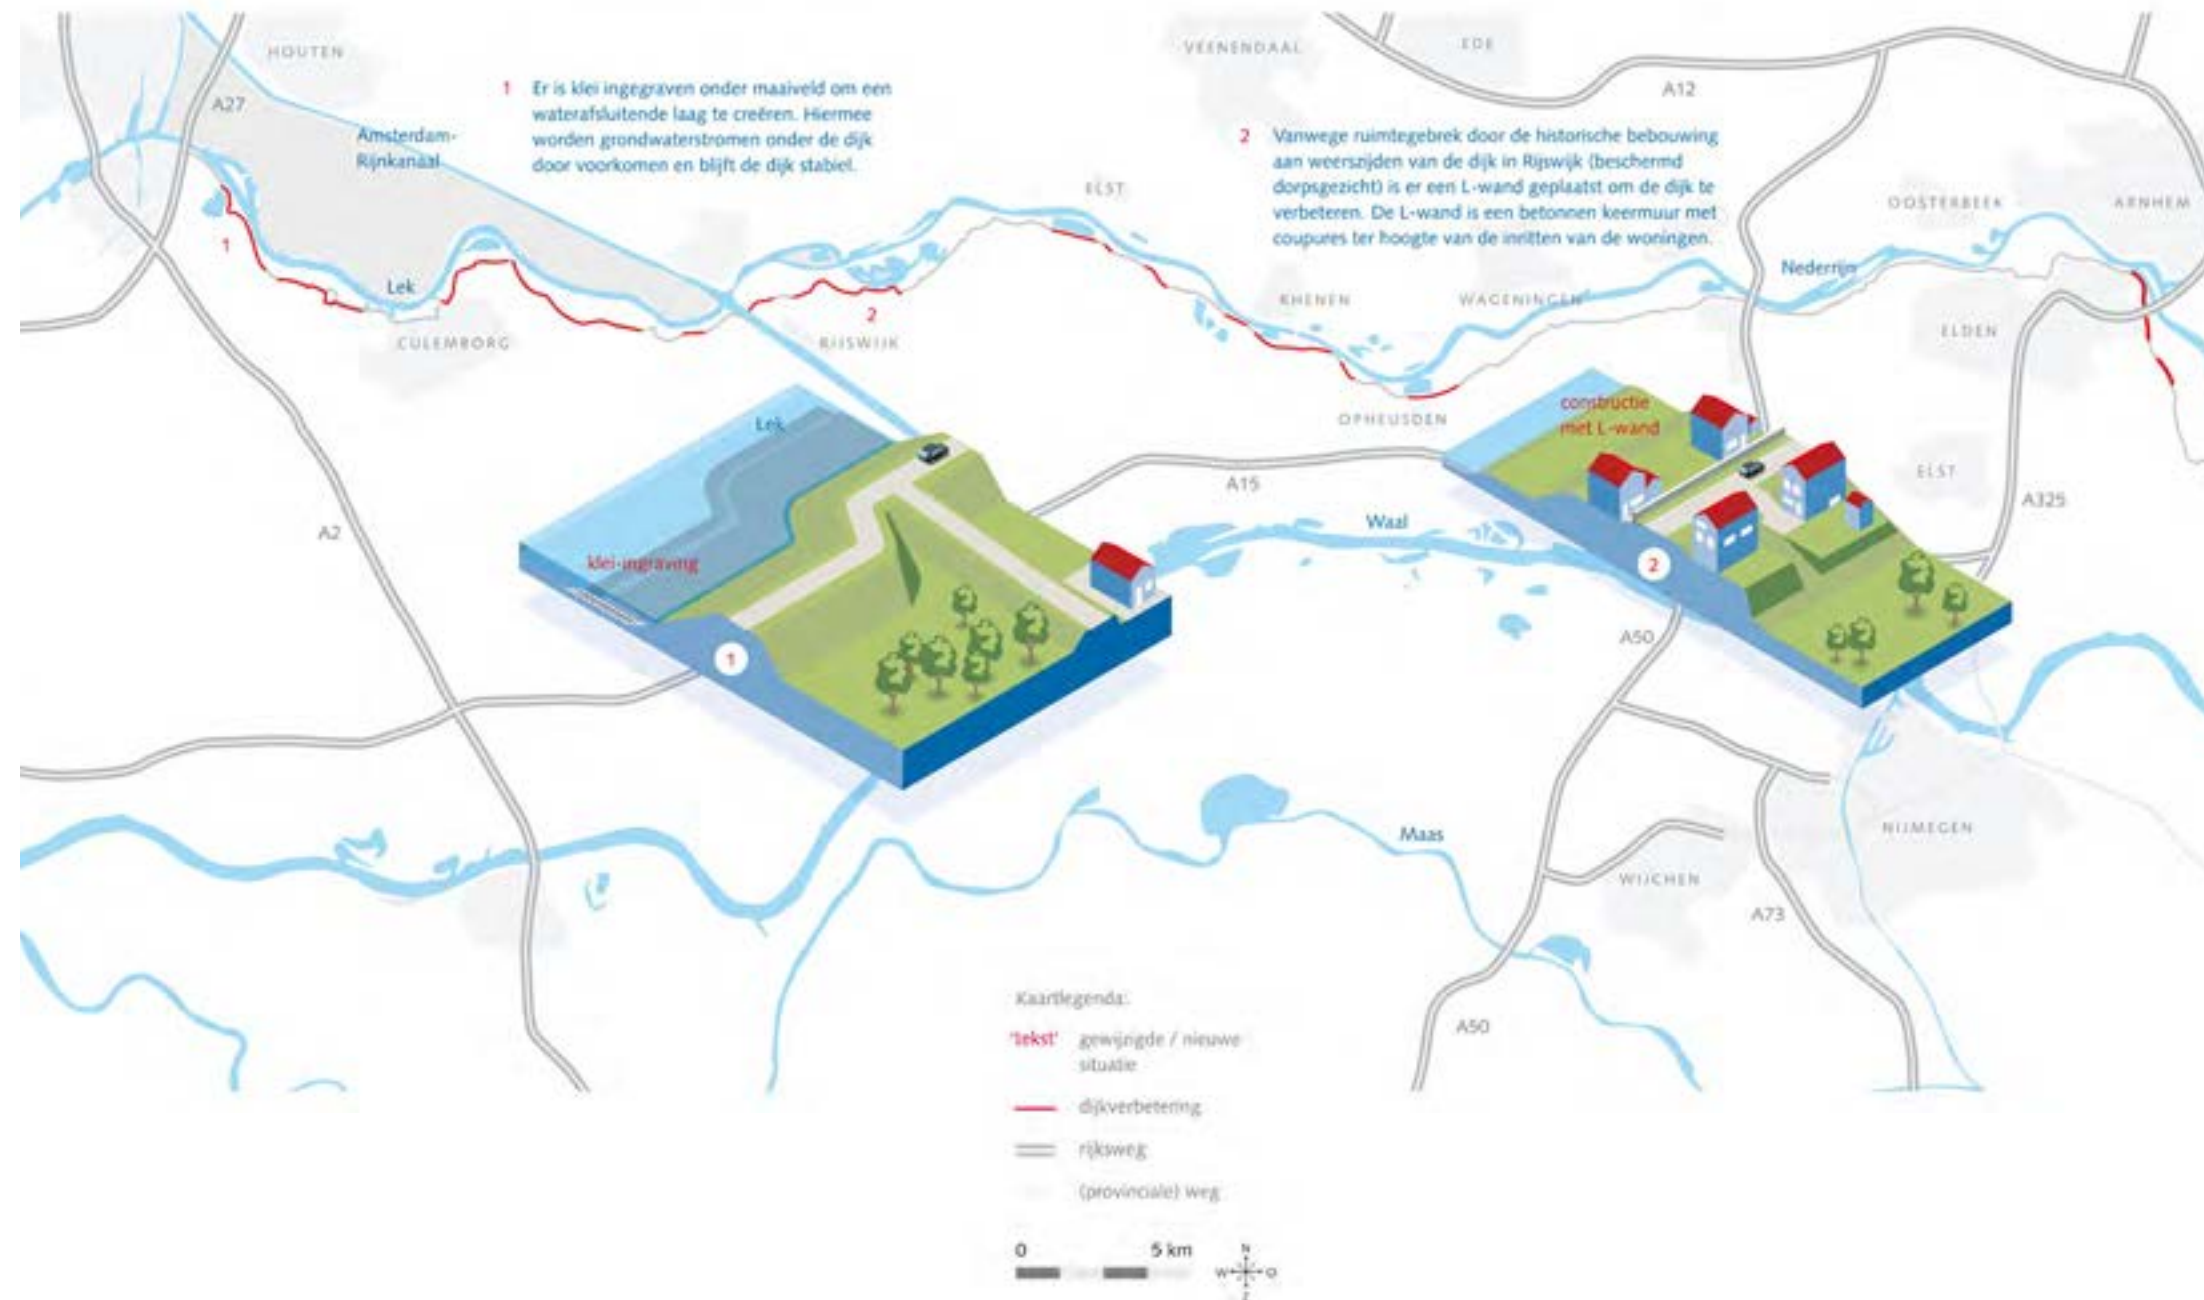 HOUTEN
A27
Amsterdam-
Rijnkanaal
1 Er is klei ingegraven onder maaiveld om een
waterafsluitende laag te creëren. Hiermee
worden grondwaterstromen onder de dijk
door voorkomen en blijft de dijk stabiel.
VEENENDAAL
EDE
A12
2 Vanwege ruimtegebrek door de historische bebouwing
aan weerszijden van de dijk in Rijswijk (beschermd
dorpsgezicht) is er een L-wand geplaatst om de dijk te
verbeteren. De L-wand is een betonnen keermuur met
coupures ter hoogte van de inritten van de woningen.
ELST
OOSTERBEEK
ARNHEM
1
Lek
CULEMBORG
2
RIJSWIJK
RHENEN
WAGENINGEN
Nederrijn
ELDEN
OPHEUSDEN
Lek
klei-ingraving
1
constructie
met L-wand
2
A15
Waal
ELST
A325
A2
A50
Maas
NIJMEGEN
WIJCHEN
A73
A50
Kaartlegenda:
'tekst' gewijzigde / nieuwe
situatie
dijkverbetering
rijksweg
(provinciale) weg
0 5 km
N
W O
Z